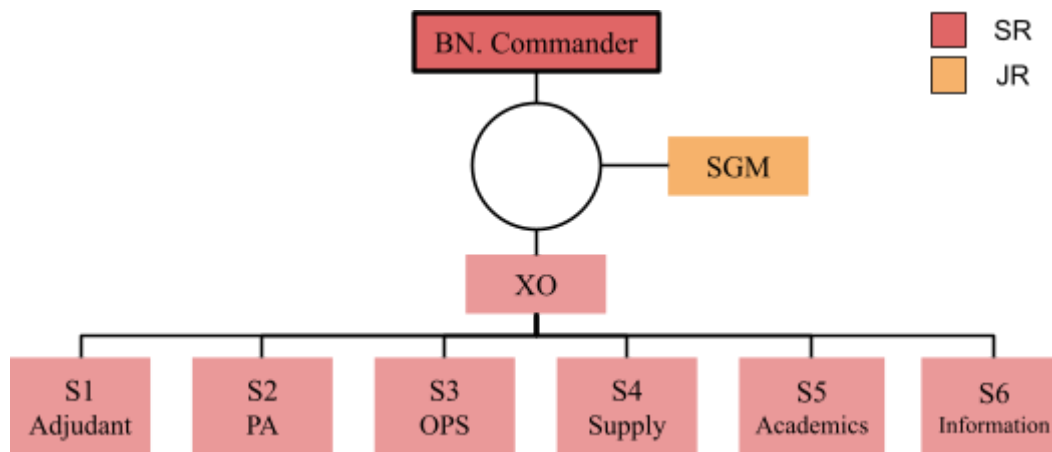 BN. Commander
SR
JR
SGM
XO
S1
Adjudant
S2
PA
S3
OPS
S4
Supply
S5
Academics
S6
Information